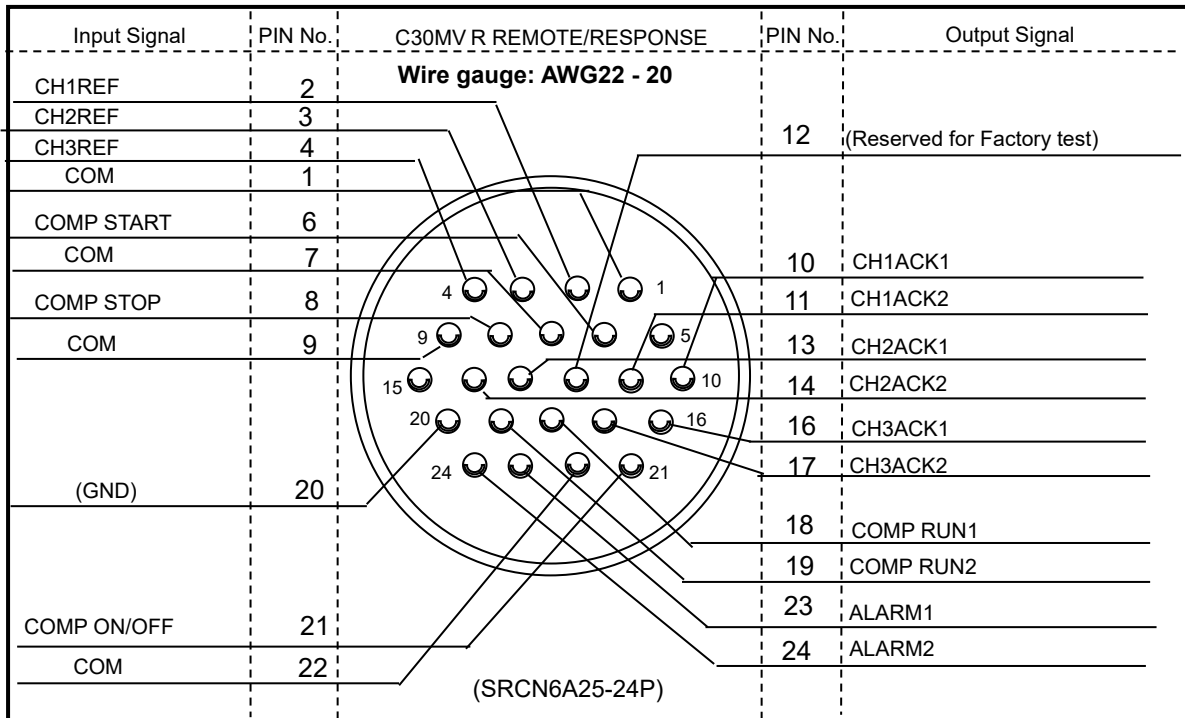 Input Signal PIN No. C30MV R REMOTE/RESPONSE PIN No. Output Signal
Wire gauge: AWG22 - 20
CH1REF 2
CH2REF 3
CH3REF 4
COM 1
COMP START 6
COM 7
COMP STOP 8
COM 9
(GND) 20
COMP ON/OFF 21
COM 22
4 1
9 5
15 10
20 16
24 21
(SRCN6A25-24P)
12 (Reserved for Factory test)
10 CH1ACK1
11 CH1ACK2
13 CH2ACK1
14 CH2ACK2
16 CH3ACK1
17 CH3ACK2
18 COMP RUN1
19 COMP RUN2
23 ALARM1
24 ALARM2